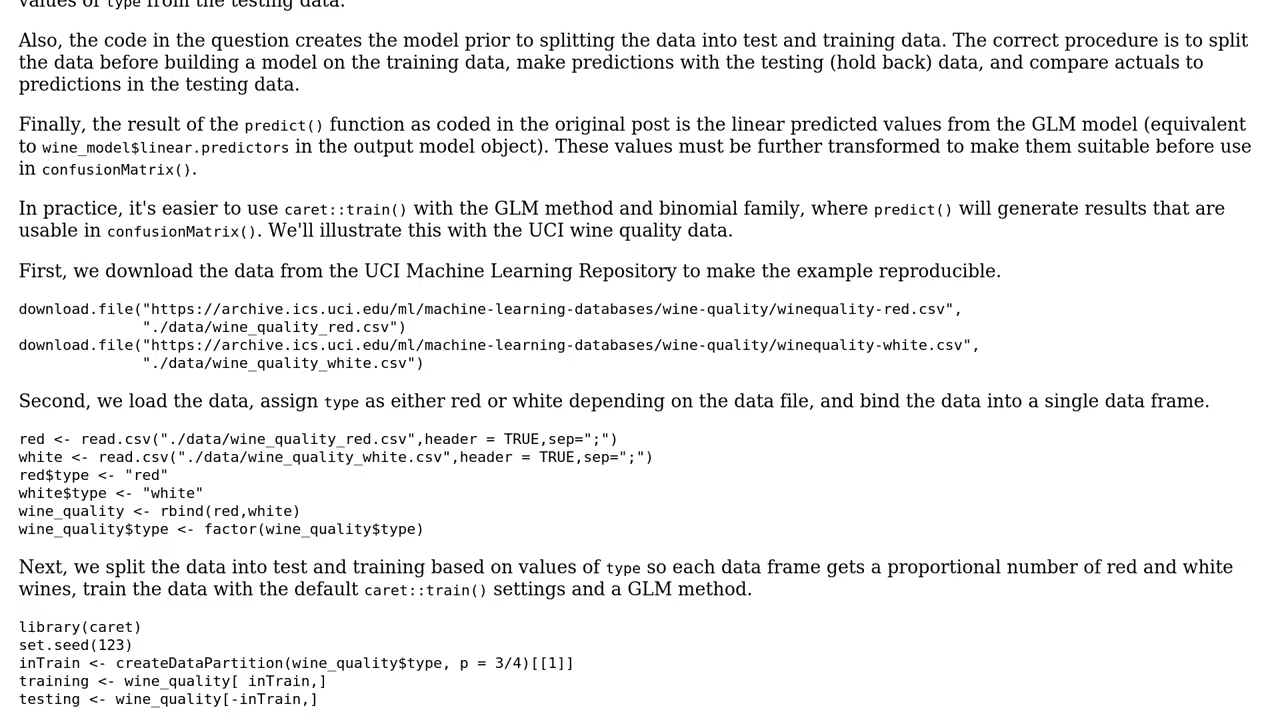 values of type from the testing data.
Also, the code in the question creates the model prior to splitting the data into test and training data. The correct procedure is to split
the data before building a model on the training data, make predictions with the testing (hold back) data, and compare actuals to
predictions in the testing data.
Finally, the result of the predict() function as coded in the original post is the linear predicted values from the GLM model (equivalent
to wine_model$linear.predictors in the output model object). These values must be further transformed to make them suitable before use
in confusionMatrix().
In practice, it's easier to use caret::train() with the GLM method and binomial family, where predict() will generate results that are
usable in confusionMatrix(). We'll illustrate this with the UCI wine quality data.
First, we download the data from the UCI Machine Learning Repository to make the example reproducible.
download.file("https://archive.ics.uci.edu/ml/machine-learning-databases/wine-quality/winequality-red.csv",
              "./data/wine_quality_red.csv")
download.file("https://archive.ics.uci.edu/ml/machine-learning-databases/wine-quality/winequality-white.csv",
              "./data/wine_quality_white.csv")
Second, we load the data, assign type as either red or white depending on the data file, and bind the data into a single data frame.
red <- read.csv("./data/wine_quality_red.csv",header = TRUE,sep=";")
white <- read.csv("./data/wine_quality_white.csv",header = TRUE,sep=";")
red$type <- "red"
white$type <- "white"
wine_quality <- rbind(red,white)
wine_quality$type <- factor(wine_quality$type)
Next, we split the data into test and training based on values of type so each data frame gets a proportional number of red and white
wines, train the data with the default caret::train() settings and a GLM method.
library(caret)
set.seed(123)
inTrain <- createDataPartition(wine_quality$type, p = 3/4)[[1]]
training <- wine_quality[ inTrain,]
testing <- wine_quality[-inTrain,]